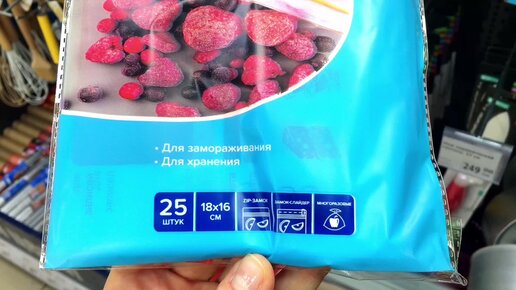 • Для замораживания
• Для хранения
25
ШТУК
18x16
СМ
ZIP-ЗАМОК
ЗАМОК-СЛАЙДЕР
МНОГОРАЗОВЫЕ
249